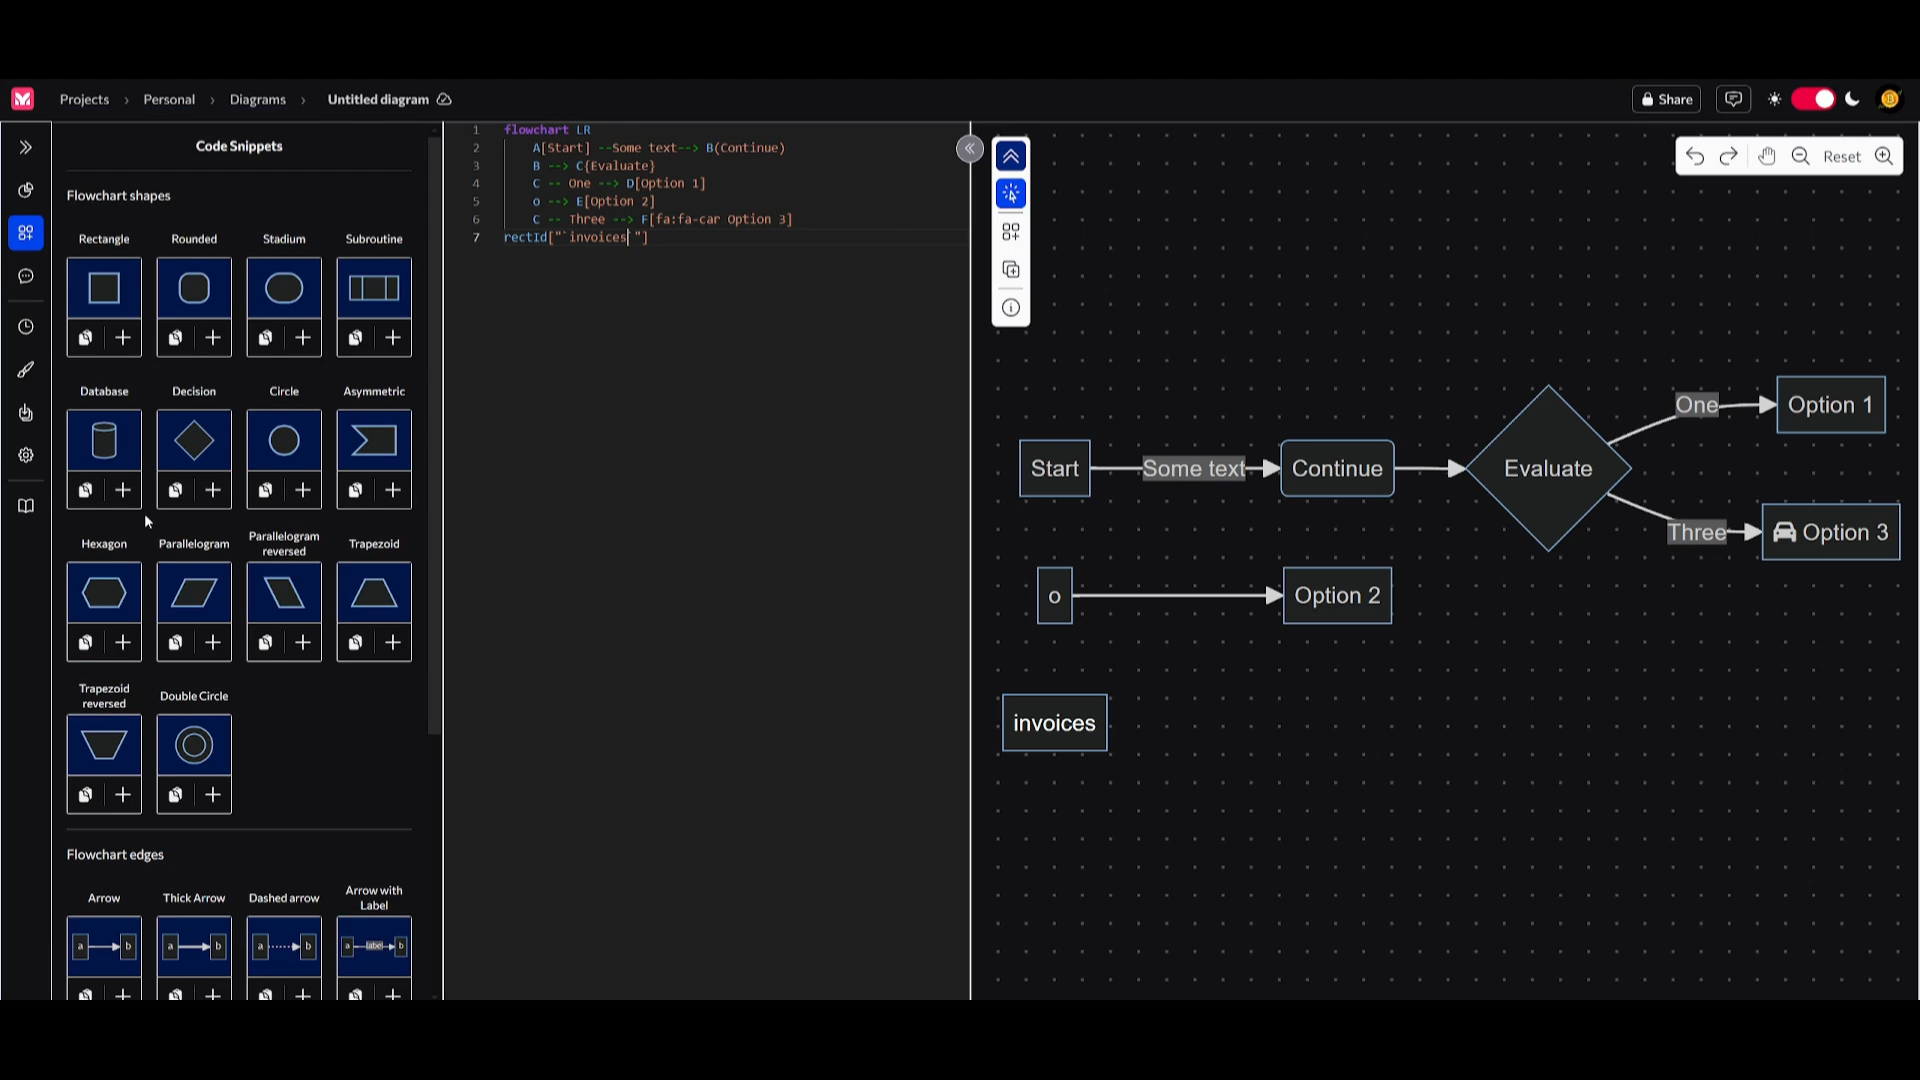 Projects › Personal › Diagrams › Untitled diagram
Share
Code Snippets
Flowchart shapes
Rectangle Rounded Stadium Subroutine
Database Decision Circle Asymmetric
Hexagon Parallelogram Parallelogram reversed Trapezoid
Trapezoid reversed Double Circle
Flowchart edges
Arrow Thick Arrow Dashed arrow Arrow with Label
a b a b a b a label b
1 flowchart LR
2 A[Start] --Some text--> B(Continue)
3 B --> C{Evaluate}
4 C -- One --> D[Option 1]
5 o --> E[Option 2]
6 C -- Three --> F[fa:fa-car Option 3]
7 rectId["`invoices`"]
Reset
One Option 1
Start Some text Continue Evaluate
Three Option 3
o Option 2
invoices